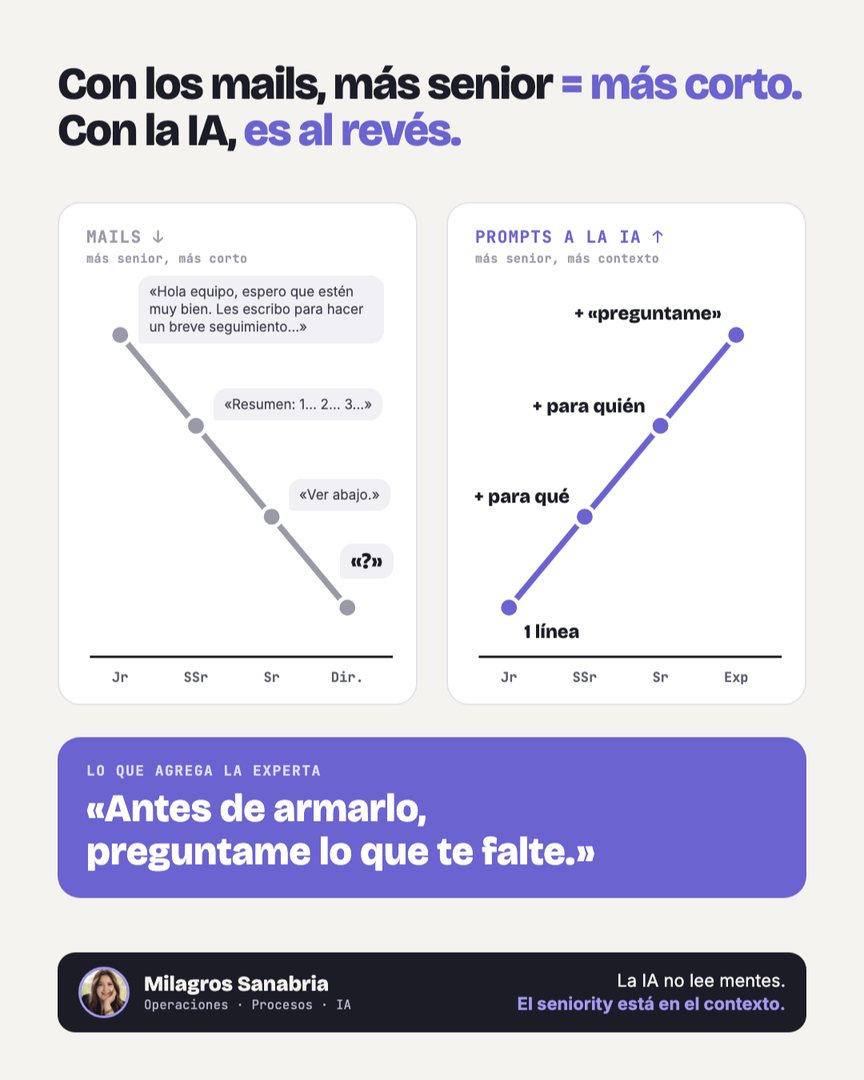 Con los mails, más senior = más corto.
Con la IA, es al revés.
MAILS ↓
más senior, más corto
«Hola equipo, espero que estén
muy bien. Les escribo para hacer
un breve seguimiento...»
«Resumen: 1... 2... 3...»
«Ver abajo.»
«?»
Jr SSr Sr Dir.
PROMPTS A LA IA ↑
más senior, más contexto
+ «preguntame»
+ para quién
+ para qué
1 línea
Jr SSr Sr Exp
LO QUE AGREGA LA EXPERTA
«Antes de armarlo,
preguntame lo que te falte.»
Milagros Sanabria
Operaciones · Procesos · IA
La IA no lee mentes.
El seniority está en el contexto.